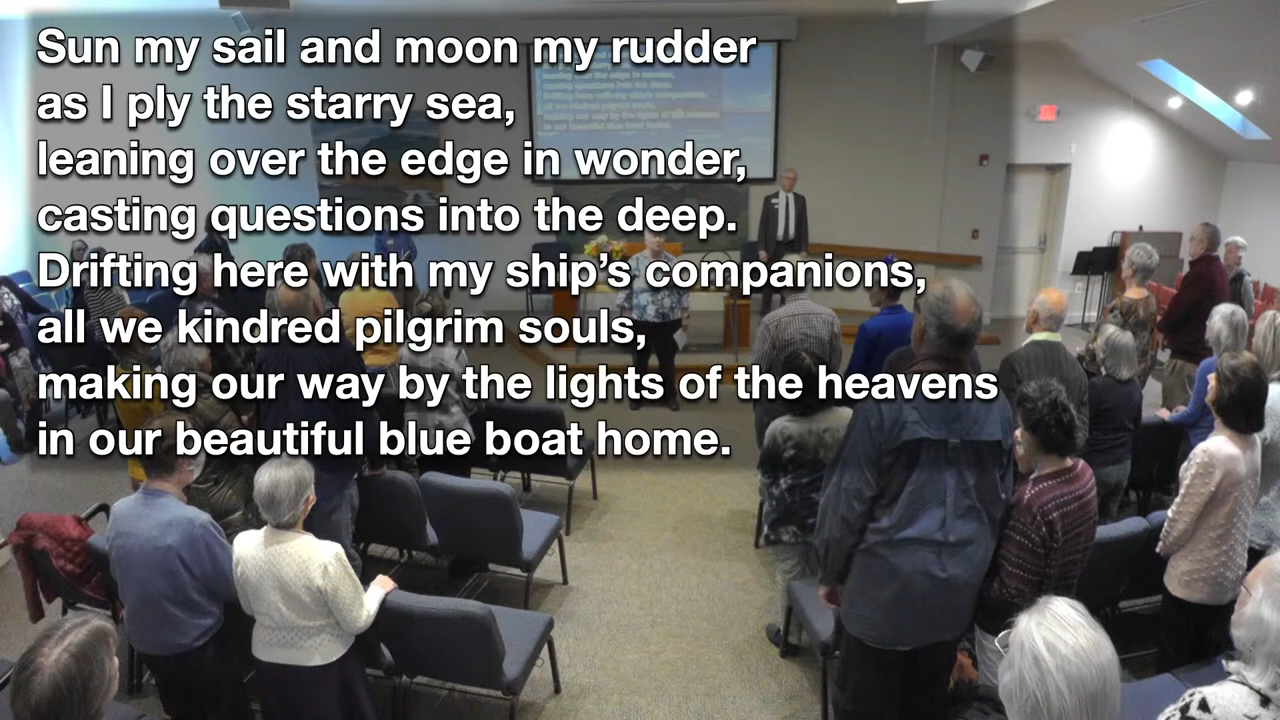 Sun my sail and moon my rudder
as I ply the starry sea,
leaning over the edge in wonder,
casting questions into the deep.
Drifting here with my ship’s companions,
all we kindred pilgrim souls,
making our way by the lights of the heavens
in our beautiful blue boat home.